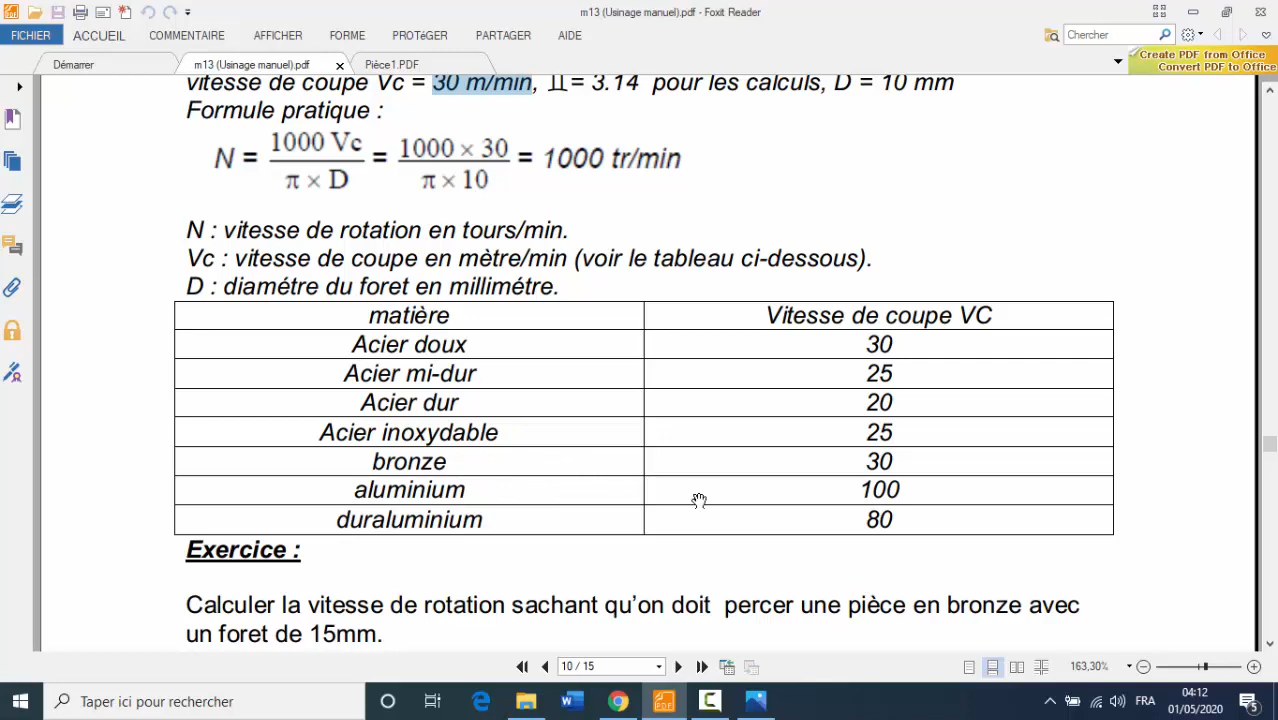 m13 (Usinage manuel).pdf - Foxit Reader
FICHIER ACCUEIL COMMENTAIRE AFFICHER FORME PROTéGER PARTAGER AIDE
Chercher
Create PDF from Office
Convert PDF to Office
Démarrer m13 (Usinage manuel).pdf Pièce1.PDF
vitesse de coupe Vc = 30 m/min, Π= 3.14 pour les calculs, D = 10 mm
Formule pratique :
N = 1000 Vc / π × D = 1000 × 30 / π × 10 = 1000 tr/min
N : vitesse de rotation en tours/min.
Vc : vitesse de coupe en mètre/min (voir le tableau ci-dessous).
D : diamétre du foret en millimétre.
matière Vitesse de coupe VC
Acier doux 30
Acier mi-dur 25
Acier dur 20
Acier inoxydable 25
bronze 30
aluminium 100
duraluminium 80
Exercice :
Calculer la vitesse de rotation sachant qu’on doit percer une pièce en bronze avec
un foret de 15mm.
10 / 15
163,30%
PDF
Taper ici pour rechercher
FRA
04:12
01/05/2020
5